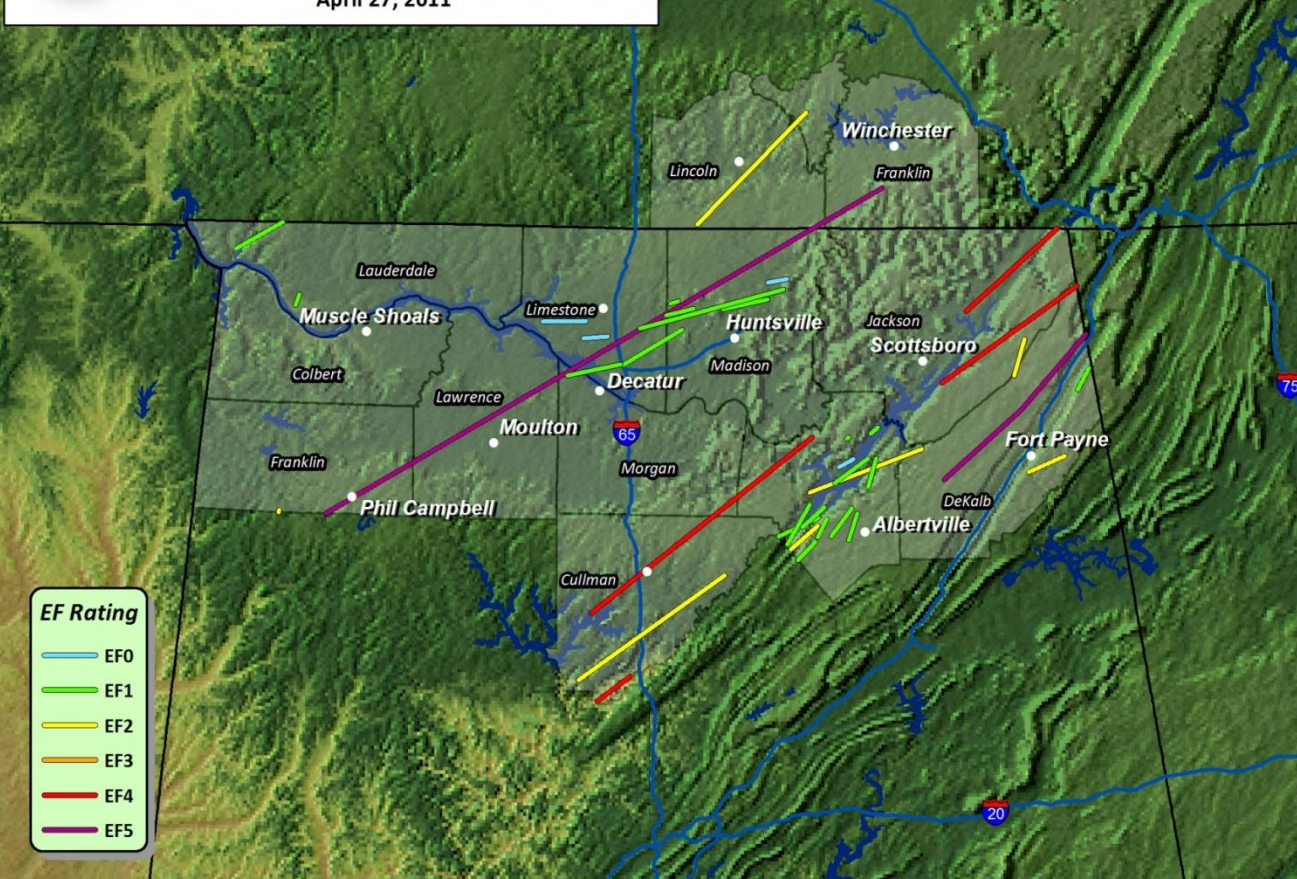 April 27, 2011
Winchester
Lincoln
Franklin
Lauderdale
Limestone
Muscle Shoals
Huntsville
Jackson
Scottsboro
Madison
Colbert
Decatur
75
Lawrence
Moulton
65
Fort Payne
Franklin
Morgan
DeKalb
Phil Campbell
Albertville
Cullman
EF Rating
EF0
EF1
EF2
EF3
EF4
EF5
20